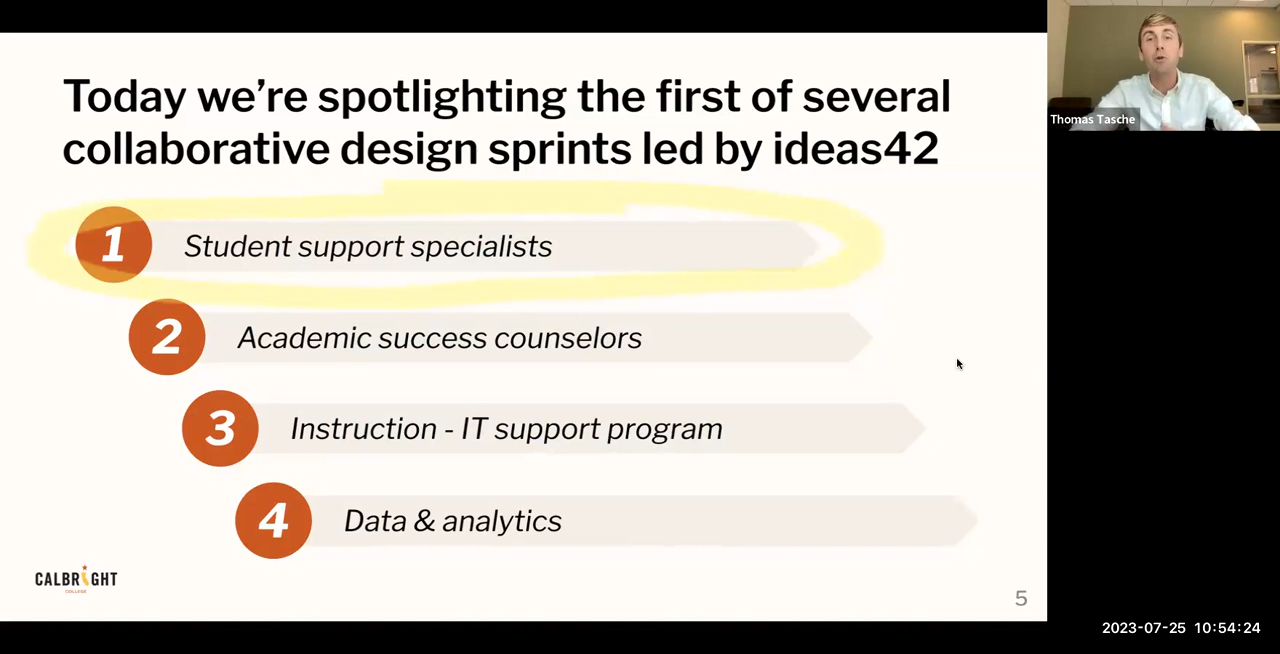 Today we’re spotlighting the first of several
collaborative design sprints led by ideas42
1 Student support specialists
2 Academic success counselors
3 Instruction - IT support program
4 Data & analytics
CALBRIGHT
COLLEGE
5
Thomas Tasche
2023-07-25 10:54:24